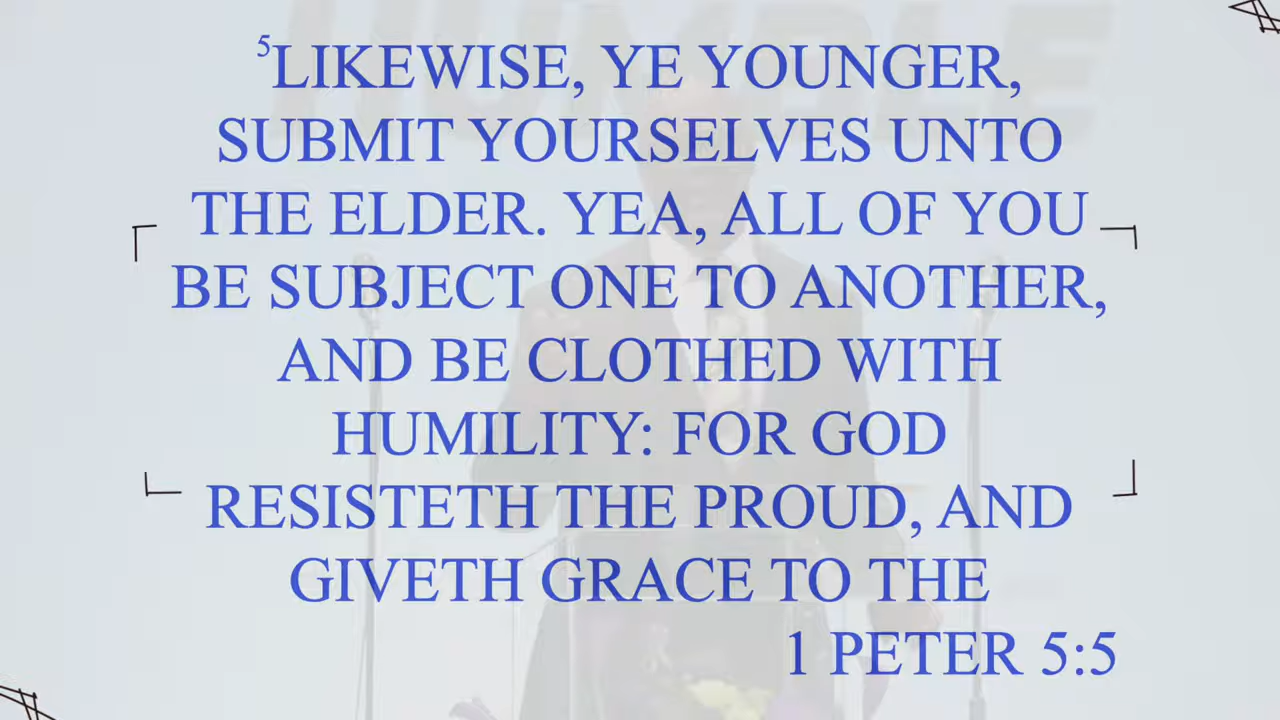 HUMBLE
5LIKEWISE, YE YOUNGER,
SUBMIT YOURSELVES UNTO
THE ELDER. YEA, ALL OF YOU
BE SUBJECT ONE TO ANOTHER,
AND BE CLOTHED WITH
HUMILITY: FOR GOD
RESISTETH THE PROUD, AND
GIVETH GRACE TO THE
1 PETER 5:5